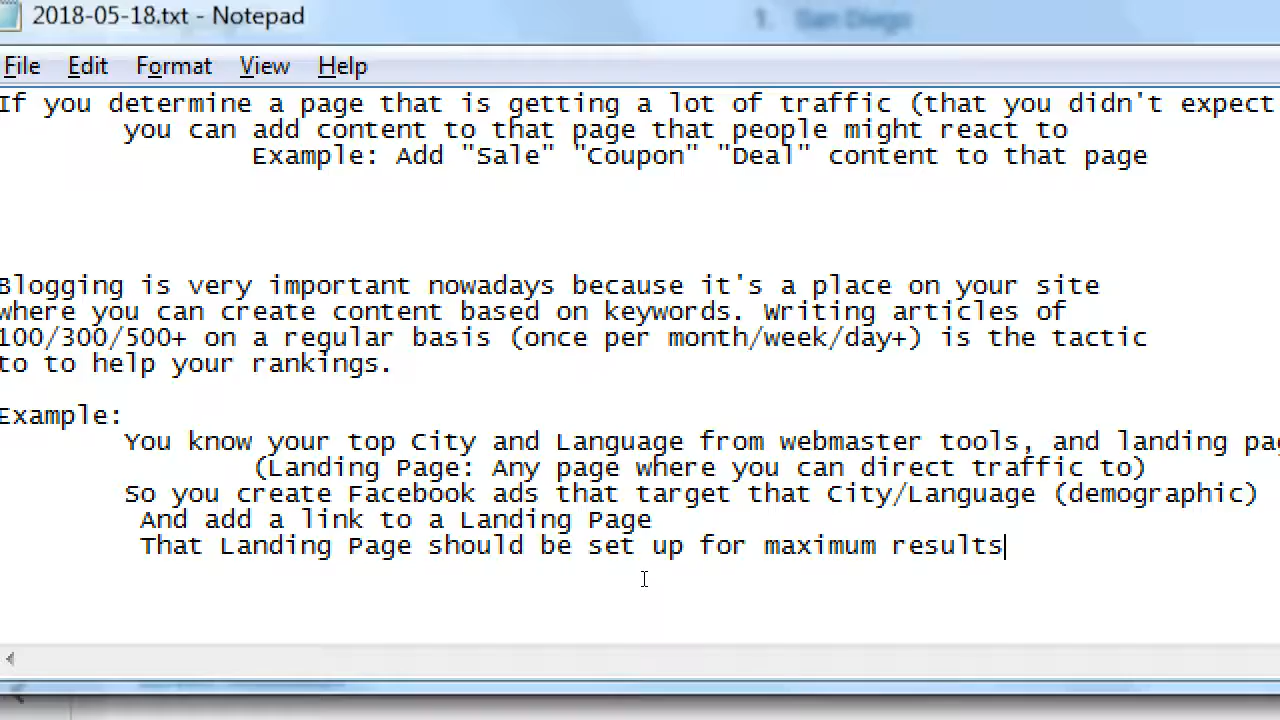 2018-05-18.txt - Notepad
1. San Diego
File Edit Format View Help
If you determine a page that is getting a lot of traffic (that you didn't expect
you can add content to that page that people might react to
Example: Add "Sale" "Coupon" "Deal" content to that page
Blogging is very important nowadays because it's a place on your site
where you can create content based on keywords. Writing articles of
100/300/500+ on a regular basis (once per month/week/day+) is the tactic
to to help your rankings.
Example:
You know your top City and Language from webmaster tools, and landing
(Landing Page: Any page where you can direct traffic to)
So you create Facebook ads that target that City/Language (demographic)
And add a link to a Landing Page
That Landing Page should be set up for maximum results